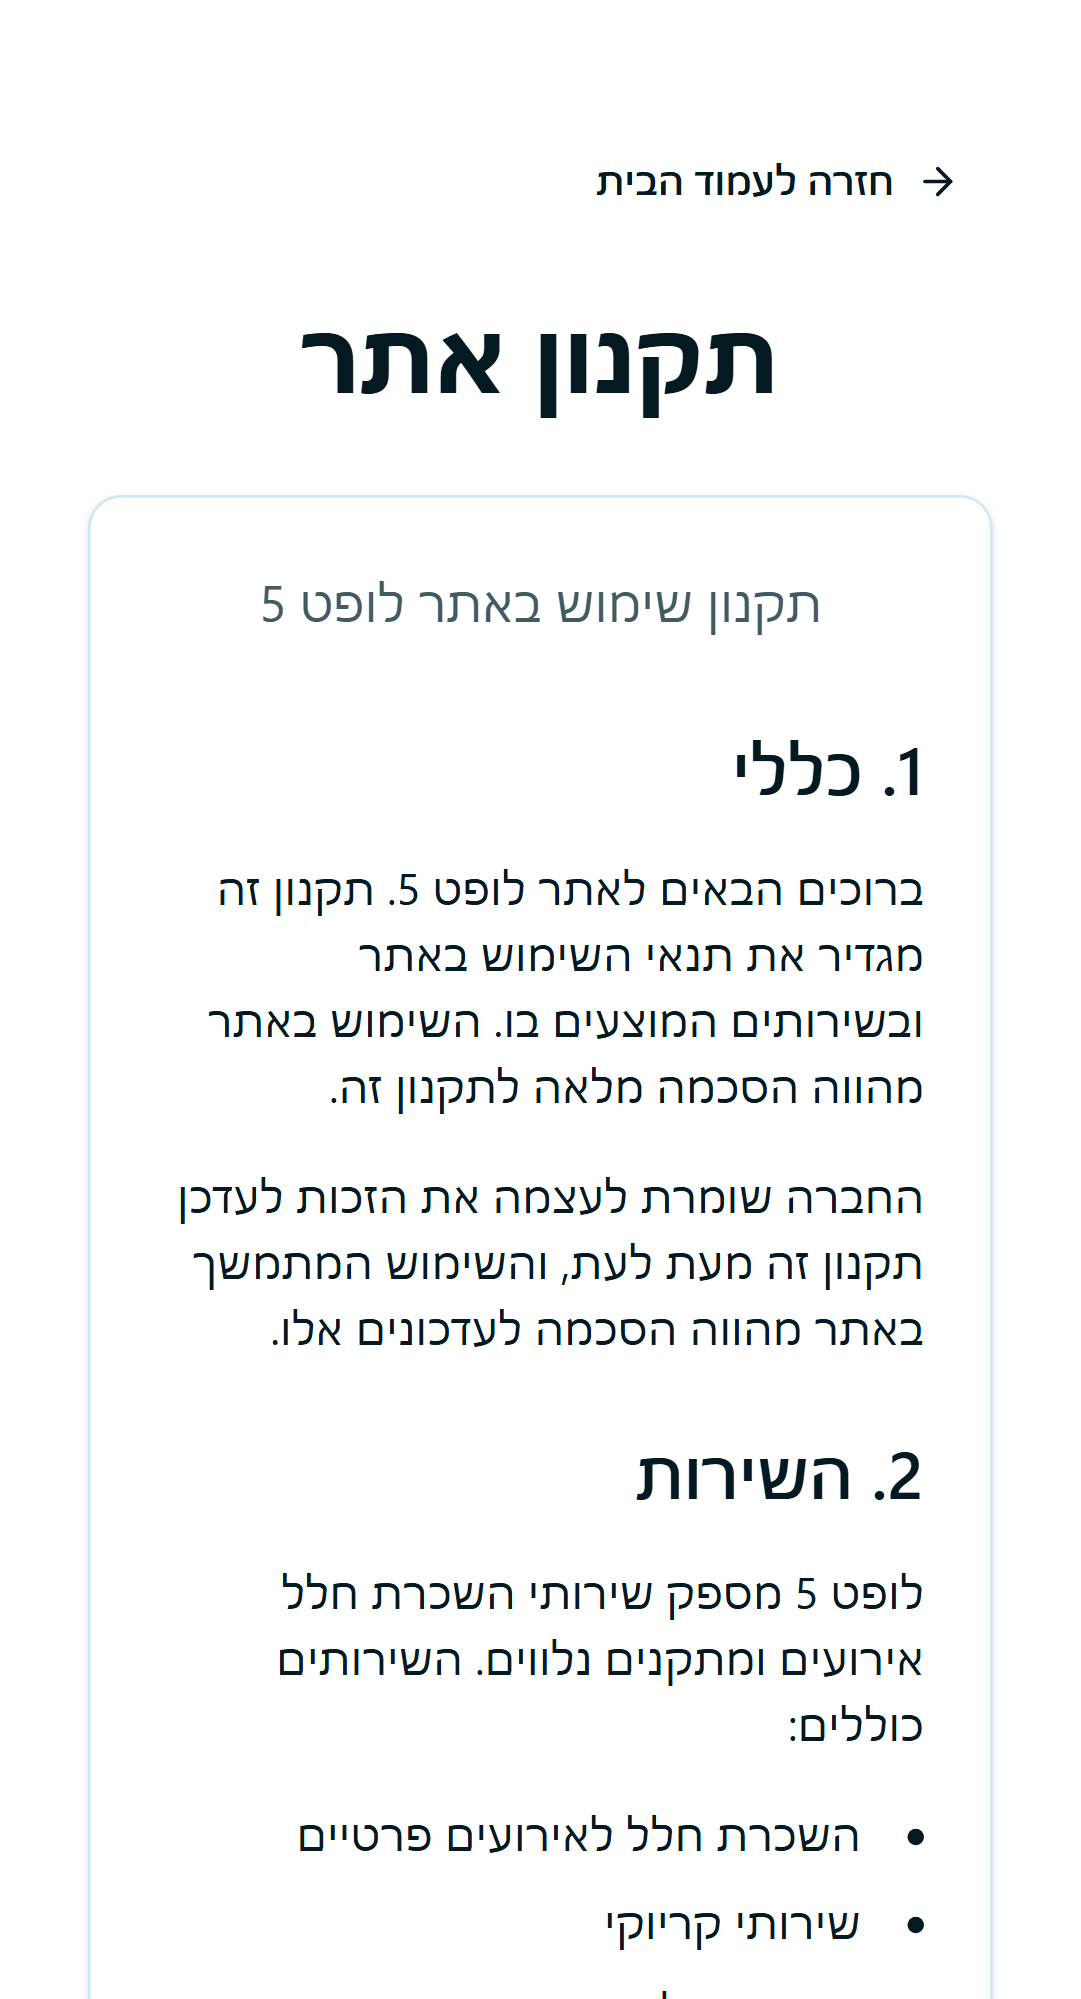 חזרה לעמוד הבית
תקנון אתר
תקנון שימוש באתר לופט 5
1. כללי
ברוכים הבאים לאתר לופט 5. תקנון זה
מגדיר את תנאי השימוש באתר
ובשירותים המוצעים בו. השימוש באתר
מהווה הסכמה מלאה לתקנון זה.
החברה שומרת לעצמה את הזכות לעדכן
תקנון זה מעת לעת, והשימוש המתמשך
באתר מהווה הסכמה לעדכונים אלו.
2. השירות
לופט 5 מספק שירותי השכרת חלל
אירועים ומתקנים נלווים. השירותים
כוללים:
• השכרת חלל לאירועים פרטיים
• שירותי קריוקי